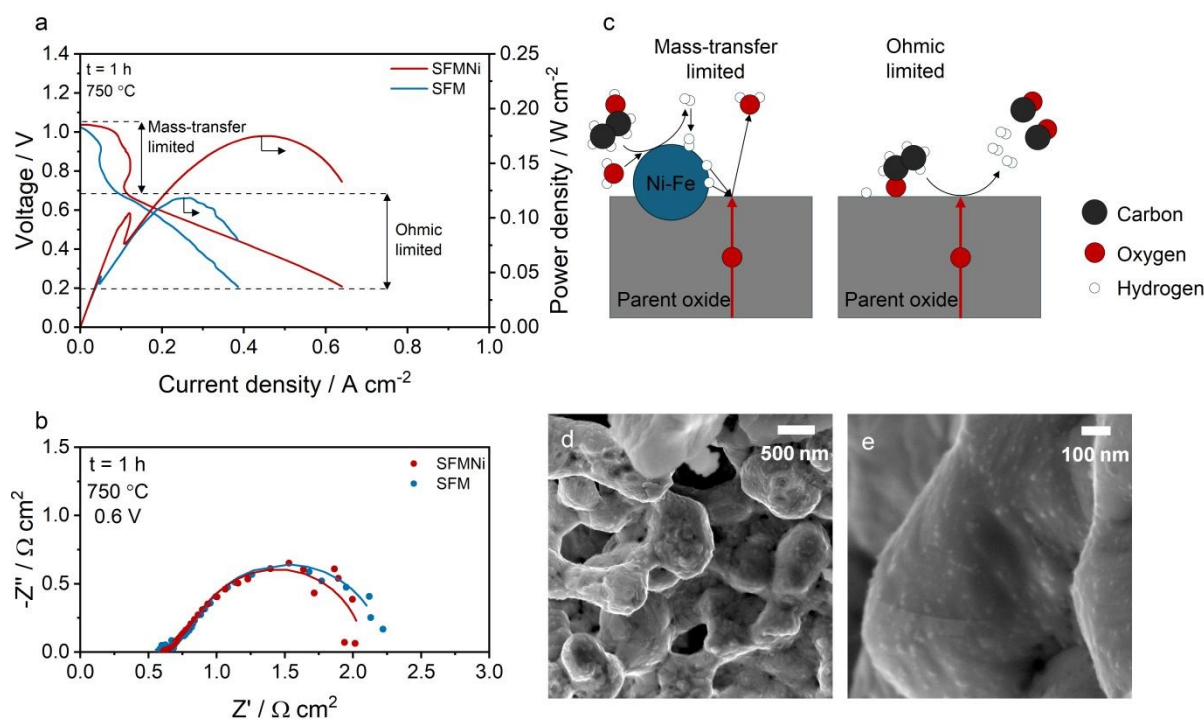 a
t = 1 h
750 °C
SFMNi
SFM
Mass-transfer
limited
Ohmic
limited
1.4
1.2
1.0
0.8
0.6
0.4
0.2
0.0
Voltage / V
0.25
0.20
0.15
0.10
0.05
0.00
Power density / W cm-2
0.0 0.2 0.4 0.6 0.8 1.0
Current density / A cm-2
b
t = 1 h
750 °C
0.6 V
SFMNi
SFM
1.5
1.0
0.5
0.0
-Z'' / Ω cm2
0.0 0.5 1.0 1.5 2.0 2.5 3.0
Z' / Ω cm2
c
Mass-transfer
limited
Ohmic
limited
Ni-Fe
Parent oxide
Parent oxide
Carbon
Oxygen
Hydrogen
d
500 nm
e
100 nm